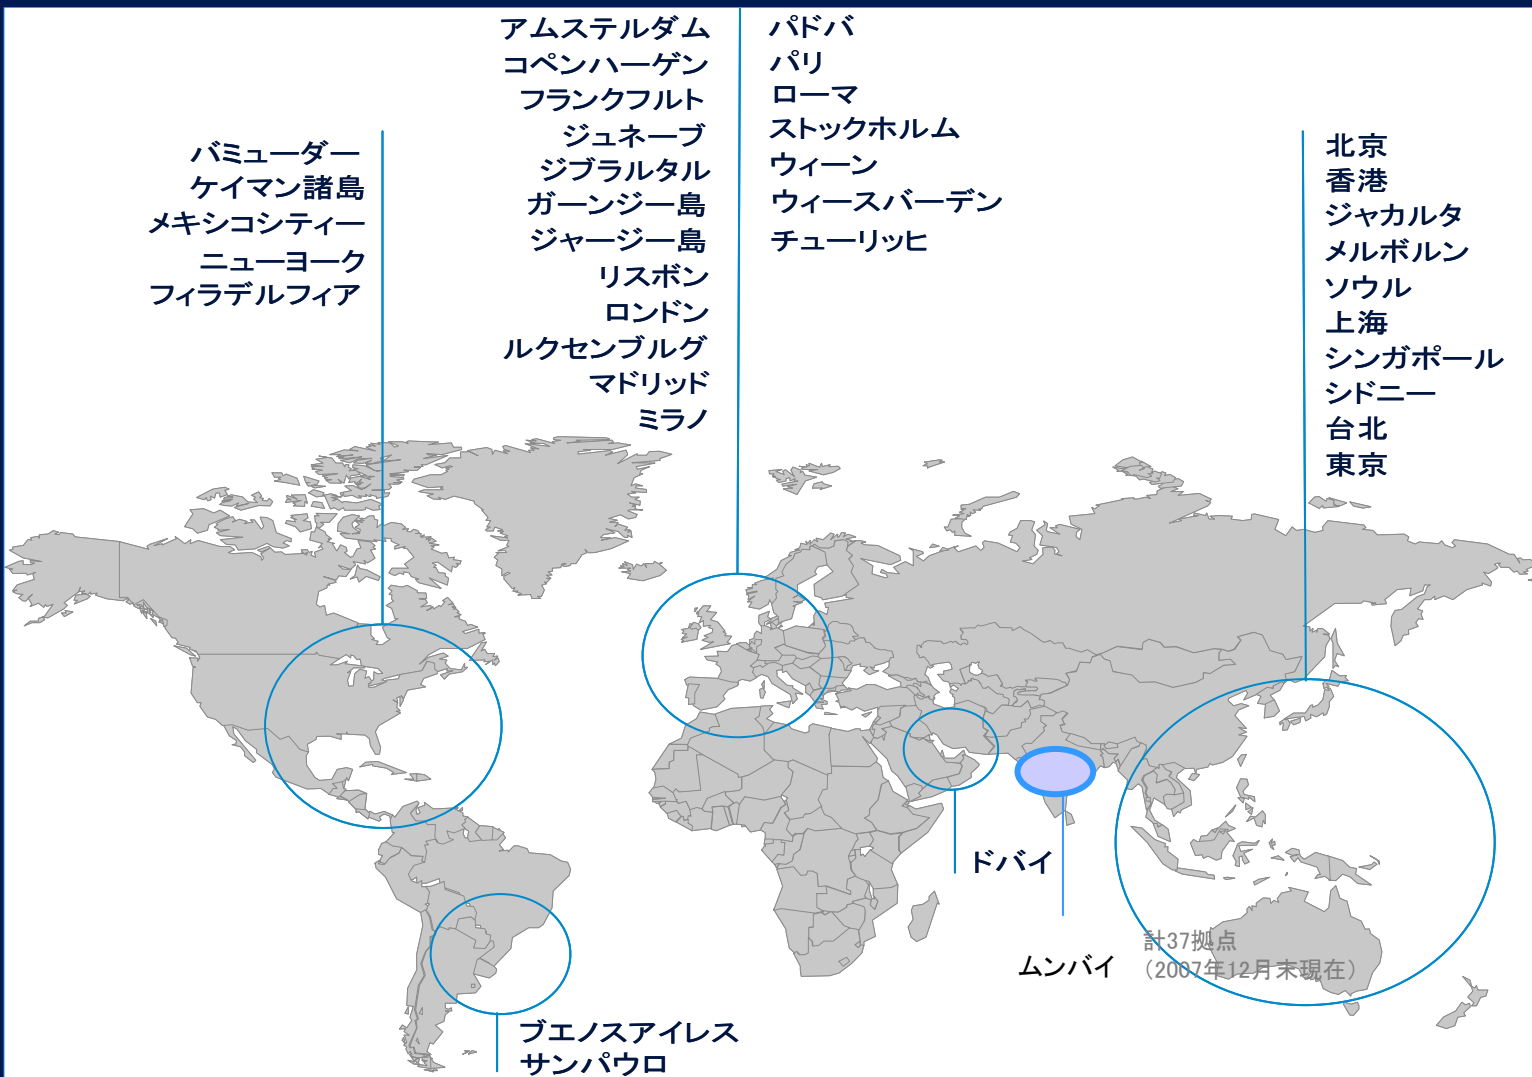 バミューダー
ケイマン諸島
メキシコシティー
ニューヨーク
フィラデルフィア
アムステルダム
コペンハーゲン
フランクフルト
ジュネーブ
ジブラルタル
ガーンジー島
ジャージー島
リスボン
ロンドン
ルクセンブルグ
マドリッド
ミラノ
パドバ
パリ
ローマ
ストックホルム
ウィーン
ウィースバーデン
チューリッヒ
北京
香港
ジャカルタ
メルボルン
ソウル
上海
シンガポール
シドニー
台北
東京
ドバイ
ムンバイ
計37拠点
（2007年12月末現在）
ブエノスアイレス
サンパウロ